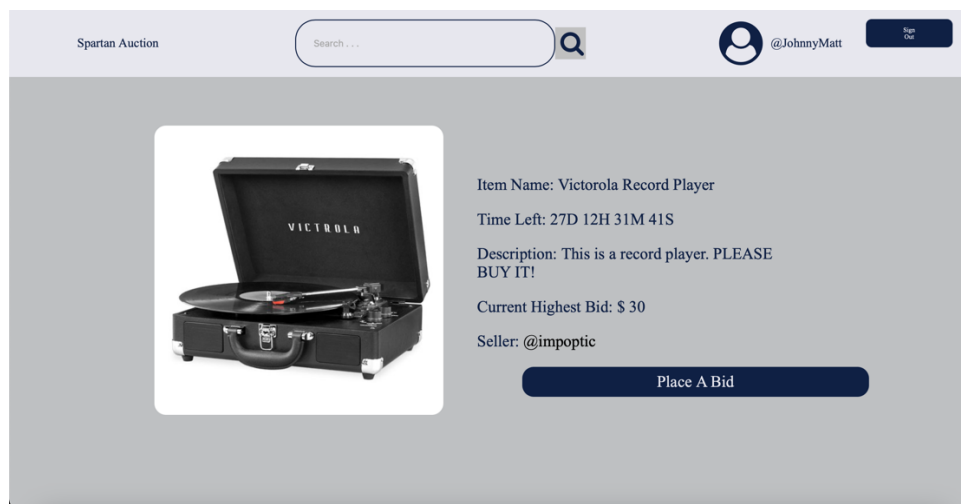 Spartan Auction
Search . . .
@JohnnyMatt
Sign
Out
VICTROLA
Item Name: Victorola Record Player
Time Left: 27D 12H 31M 41S
Description: This is a record player. PLEASE
BUY IT!
Current Highest Bid: $ 30
Seller: @impoptic
Place A Bid